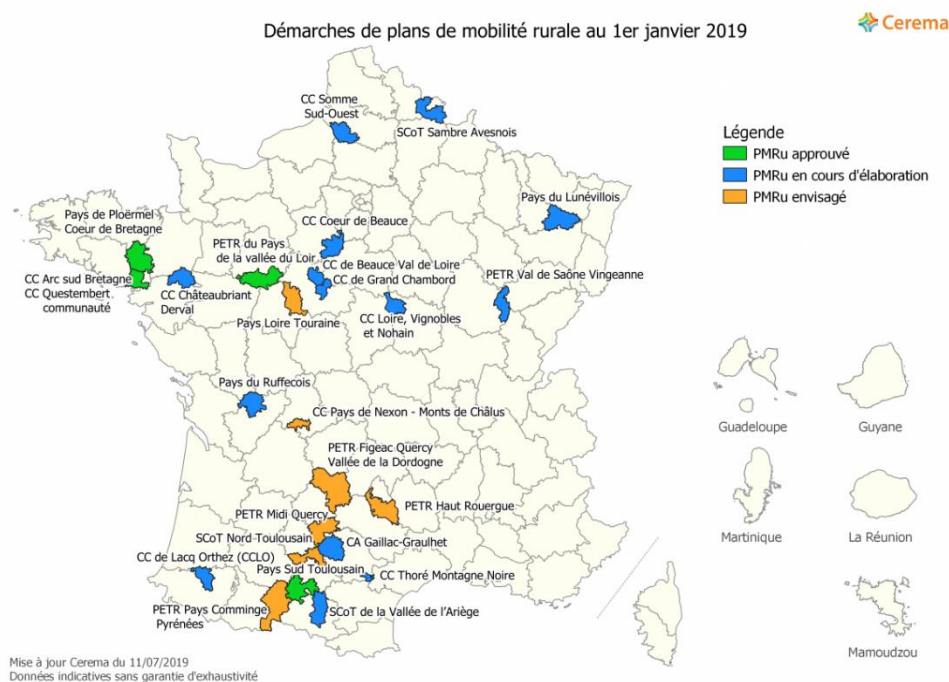 Démarches de plans de mobilité rurale au 1er janvier 2019
Cerema
CC Somme
Sud-Ouest
SCoT Sambre Avesnois
Légende
PMRu approuvé
PMRu en cours d'élaboration
PMRu envisagé
Pays du Lunévillois
Pays de Ploërmel
Coeur de Bretagne
CC Coeur de Beauce
PETR du Pays
de la vallée du Loir
CC de Beauce Val de Loire
CC de Grand Chambord
PETR Val de Saône Vingeanne
CC Arc sud Bretagne
CC Questembert
communauté
CC Châteaubriant
Derval
Pays Loire Touraine
CC Loire, Vignobles
et Nohain
Pays du Ruffecois
CC Pays de Nexon - Monts de Châlus
Guadeloupe
Guyane
PETR Figeac Quercy
Vallée de la Dordogne
PETR Haut Rouergue
PETR Midi Quercy
SCoT Nord Toulousain
CA Gaillac-Graulhet
Martinique
La Réunion
CC de Lacq Orthez (CCLO)
Pays Sud Toulousain
CC Thoré Montagne Noire
PETR Pays Comminge
Pyrénées
SCoT de la Vallée de l'Ariège
Mamoudzou
Mise à jour Cerema du 11/07/2019
Données indicatives sans garantie d'exhaustivité